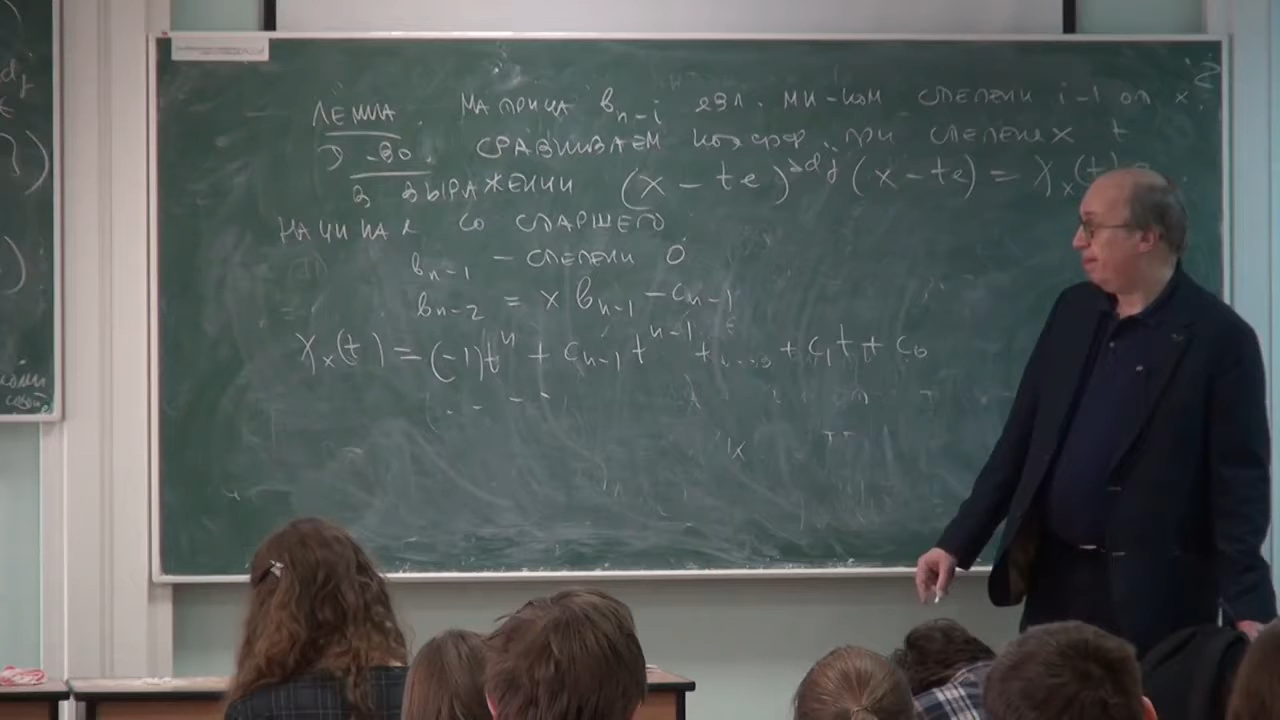 ЛЕММА. МАТРИЦА b_{n-i} явл. мн-ном степени i-1 от x.
Д-во. СРАВНИВАЕМ коэфф при степенях t
в ВЫРАЖЕНИИ (x - te)^{adj} (x - te) = χ_x(t)
НАЧИНАЯ СО СТАРШЕГО
b_{n-1} - степени 0
b_{n-2} = x b_{n-1} - c_{n-1}
χ_x(t) = (-1)t^n + c_{n-1} t^{n-1} + ... + c_1 t + c_0